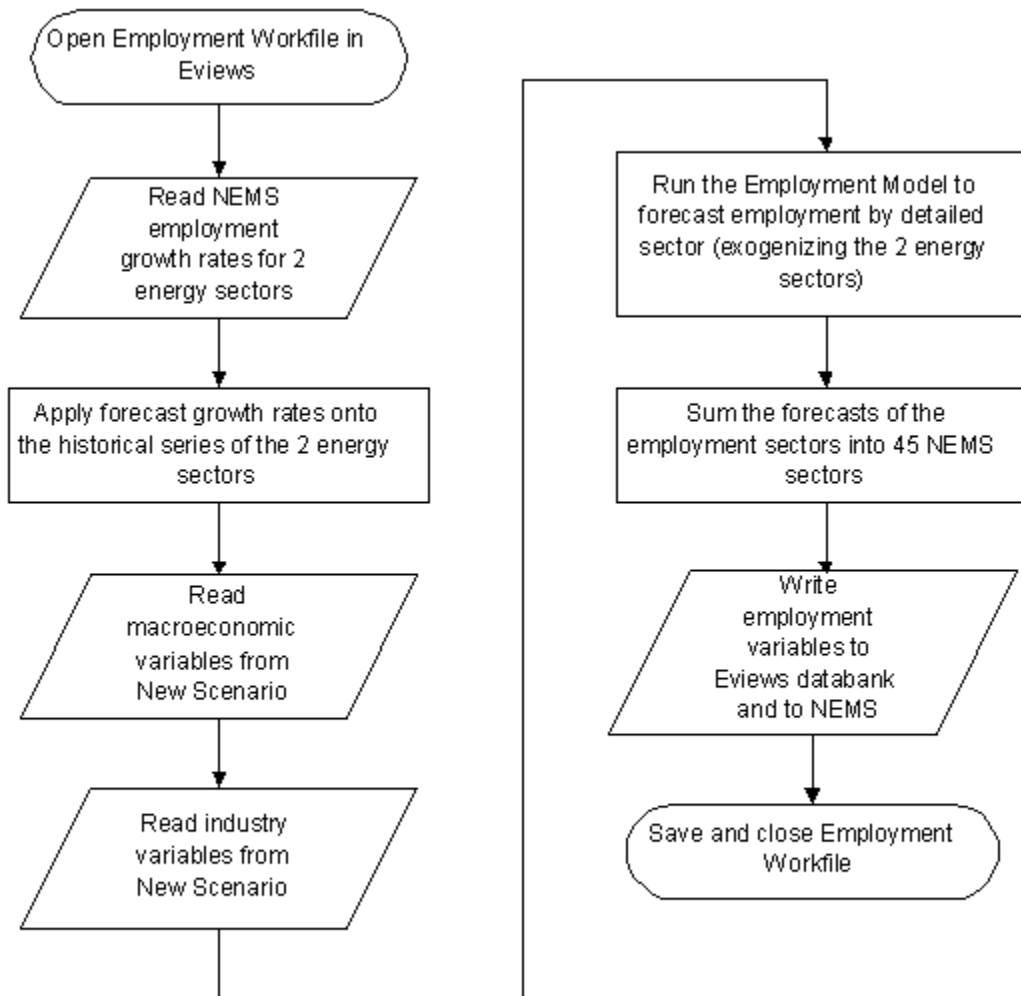 Open Employment Workfile in
Eviews
Read NEMS
employment
growth rates for 2
energy sectors
Apply forecast growth rates onto
the historical series of the 2 energy
sectors
Read
macroeconomic
variables from
New Scenario
Read industry
variables from
New Scenario
Run the Employment Model to
forecast employment by detailed
sector (exogenizing the 2 energy
sectors)
Sum the forecasts of the
employment sectors into 45 NEMS
sectors
Write
employment
variables to
Eviews databank
and to NEMS
Save and close Employment
Workfile